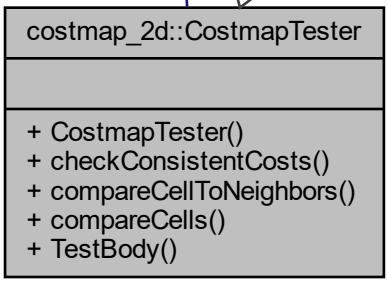 costmap_2d::CostmapTester
+ CostmapTester()
+ checkConsistentCosts()
+ compareCellToNeighbors()
+ compareCells()
+ TestBody()